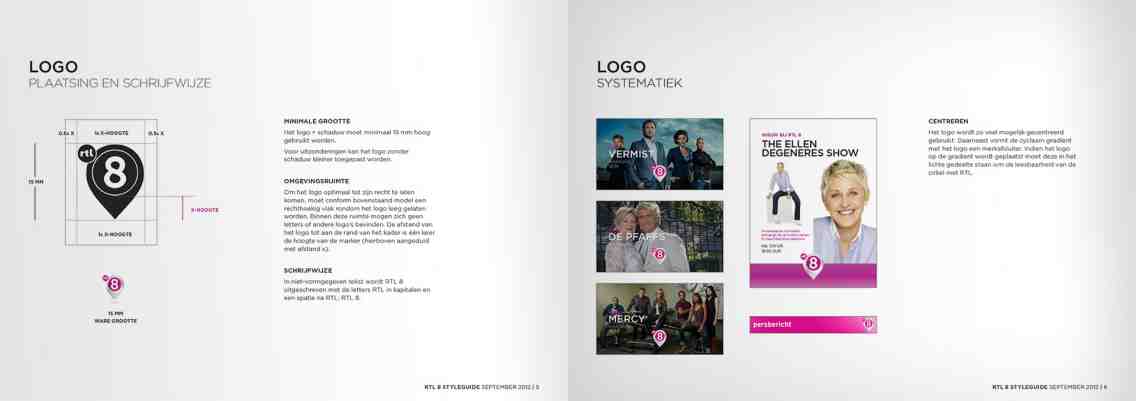 LOGO
PLAATSING EN SCHRIJFWIJZE
0.5x X
1x X-HOOGTE
0.5x X
rtl
8
15 MM
X-HOOGTE
1x X-HOOGTE
8
15 MM
WARE GROOTTE
MINIMALE GROOTTE
Het logo + schaduw moet minimaal 15 mm hoog
gebruikt worden.
Voor uitzonderingen kan het logo zonder
schaduw kleiner toegepast worden.
OMGEVINGSRUIMTE
Om het logo optimaal tot zijn recht te laten
komen, moet conform bovenstaand model een
rechthoekig vlak rondom het logo leeg gelaten
worden. Binnen deze ruimte mogen zich geen
letters of andere logo's bevinden. De afstand van
het logo tot aan de rand van het kader is één keer
de hoogte van de marker (hierboven aangeduid
met afstand x).
SCHRIJFWIJZE
In niet-vormgegeven tekst wordt RTL 8
uitgeschreven met de letters RTL in kapitalen en
een spatie na RTL: RTL 8.
RTL 8 STYLEGUIDE SEPTEMBER 2012 | 5
LOGO
SYSTEMATIEK
VERMIST
8
DE PFAFFS
8
MERCY
8
NIEUW BIJ RTL 8
THE ELLEN
DEGENERES SHOW
8
persbericht
8
CENTREREN
Het logo wordt zo veel mogelijk gecentreerd
gebruikt. Daarnaast vormt de cyclaam gradient
met het logo een merkafsluiter. Indien het logo
op de gradient wordt geplaatst moet deze in het
lichte gedeelte staan om de leesbaarheid van de
cirkel met RTL.
RTL 8 STYLEGUIDE SEPTEMBER 2012 | 6